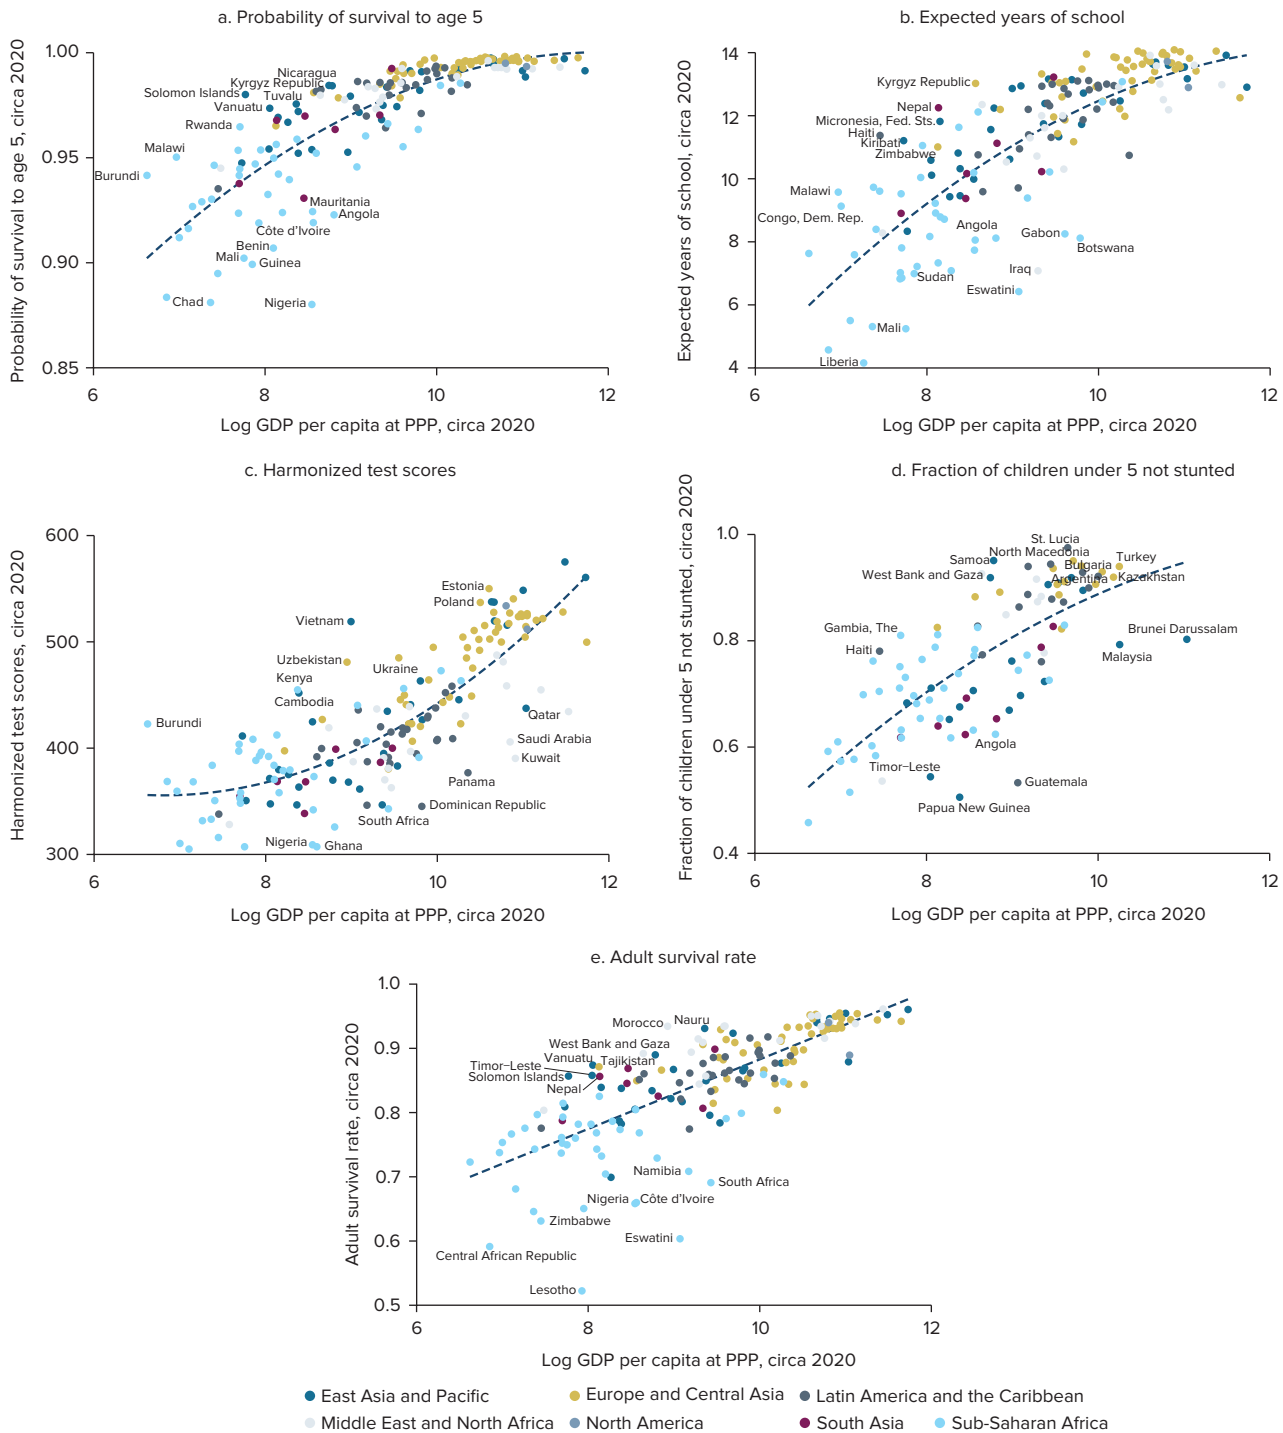 a. Probability of survival to age 5
Probability of survival to age 5, circa 2020
1.00
0.95
0.90
0.85
Nicaragua
Kyrgyz Republic
Solomon Islands
Tuvalu
Vanuatu
Rwanda
Malawi
Burundi
Mauritania
Angola
Côte d’Ivoire
Benin
Mali
Guinea
Chad
Nigeria
6
8
10
12
Log GDP per capita at PPP, circa 2020
b. Expected years of school
Expected years of school, circa 2020
14
12
10
8
6
4
Kyrgyz Republic
Nepal
Micronesia, Fed. Sts.
Haiti
Kiribati
Zimbabwe
Malawi
Congo, Dem. Rep.
Angola
Gabon
Botswana
Iraq
Sudan
Eswatini
Mali
Liberia
6
8
10
12
Log GDP per capita at PPP, circa 2020
c. Harmonized test scores
Harmonized test scores, circa 2020
600
500
400
300
Estonia
Poland
Vietnam
Uzbekistan
Ukraine
Kenya
Cambodia
Burundi
Qatar
Saudi Arabia
Kuwait
Panama
Dominican Republic
South Africa
Nigeria
Ghana
6
8
10
12
Log GDP per capita at PPP, circa 2020
d. Fraction of children under 5 not stunted
Fraction of children under 5 not stunted, circa 2020
1.0
0.8
0.6
0.4
St. Lucia
North Macedonia
Samoa
Turkey
Bulgaria
West Bank and Gaza
Argentina
Kazakhstan
Gambia, The
Haiti
Brunei Darussalam
Malaysia
Angola
Timor–Leste
Guatemala
Papua New Guinea
6
8
10
12
Log GDP per capita at PPP, circa 2020
e. Adult survival rate
Adult survival rate, circa 2020
1.0
0.9
0.8
0.7
0.6
0.5
Morocco
Nauru
West Bank and Gaza
Vanuatu
Tajikistan
Timor–Leste
Solomon Islands
Nepal
Namibia
South Africa
Nigeria
Côte d’Ivoire
Zimbabwe
Eswatini
Central African Republic
Lesotho
6
8
10
12
Log GDP per capita at PPP, circa 2020
East Asia and Pacific
Europe and Central Asia
Latin America and the Caribbean
Middle East and North Africa
North America
South Asia
Sub-Saharan Africa